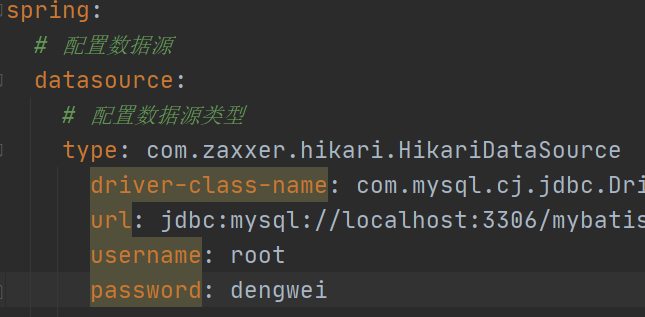 spring:
# 配置数据源
datasource:
# 配置数据源类型
type: com.zaxxer.hikari.HikariDataSource
driver-class-name: com.mysql.cj.jdbc.Dri
url: jdbc:mysql://localhost:3306/mybatis
username: root
password: dengwei